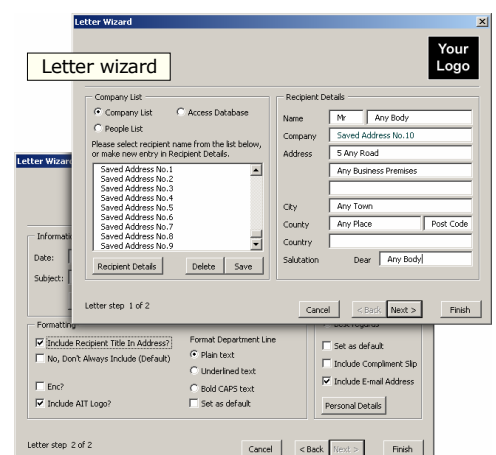 Letter Wizard
Your
Logo
Letter wizard
Company List
Company List
Access Database
People List
Please select recipient name from the list below,
or make new entry in Recipient Details.
Saved Address No.1
Saved Address No.2
Saved Address No.3
Saved Address No.4
Saved Address No.5
Saved Address No.6
Saved Address No.7
Saved Address No.8
Saved Address No.9
Recipient Details
Delete
Save
Recipient Details
Name
Mr
Any Body
Company
Saved Address No.10
Address
5 Any Road
Any Business Premises
City
Any Town
County
Any Place
Post Code
Country
Salutation
Dear
Any Body
Letter step 1 of 2
Cancel
< Back
Next >
Finish
Letter Wizar
Informati
Date:
Subject:
Formatting
Include Recipient Title In Address?
No, Don't Always Include (Default)
Enc?
Include AIT Logo?
Format Department Line
Plain text
Underlined text
Bold CAPS text
Set as default
Best regards
Set as default
Include Compliment Slip
Include E-mail Address
Personal Details
Letter step 2 of 2
Cancel
< Back
Next >
Finish